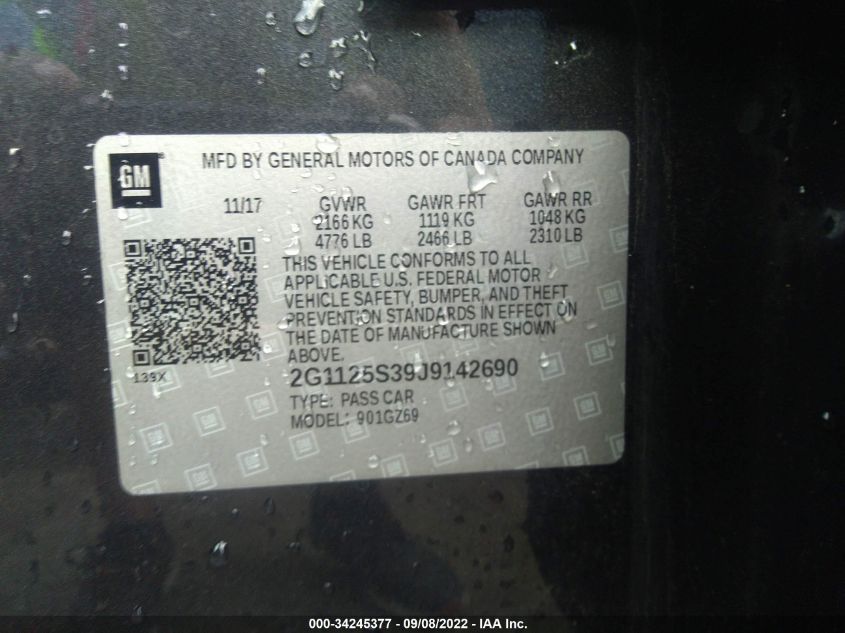 GM
MFD BY GENERAL MOTORS OF CANADA COMPANY
11/17 GVWR GAWR FRT GAWR RR
2166 KG 1119 KG 1048 KG
4776 LB 2466 LB 2310 LB
THIS VEHICLE CONFORMS TO ALL
APPLICABLE U.S. FEDERAL MOTOR
VEHICLE SAFETY, BUMPER, AND THEFT
PREVENTION STANDARDS IN EFFECT ON
THE DATE OF MANUFACTURE SHOWN
ABOVE.
139X
2G1125S39J9142690
TYPE: PASS CAR
MODEL: 901GZ69
000-34245377 - 09/08/2022 - IAA Inc.